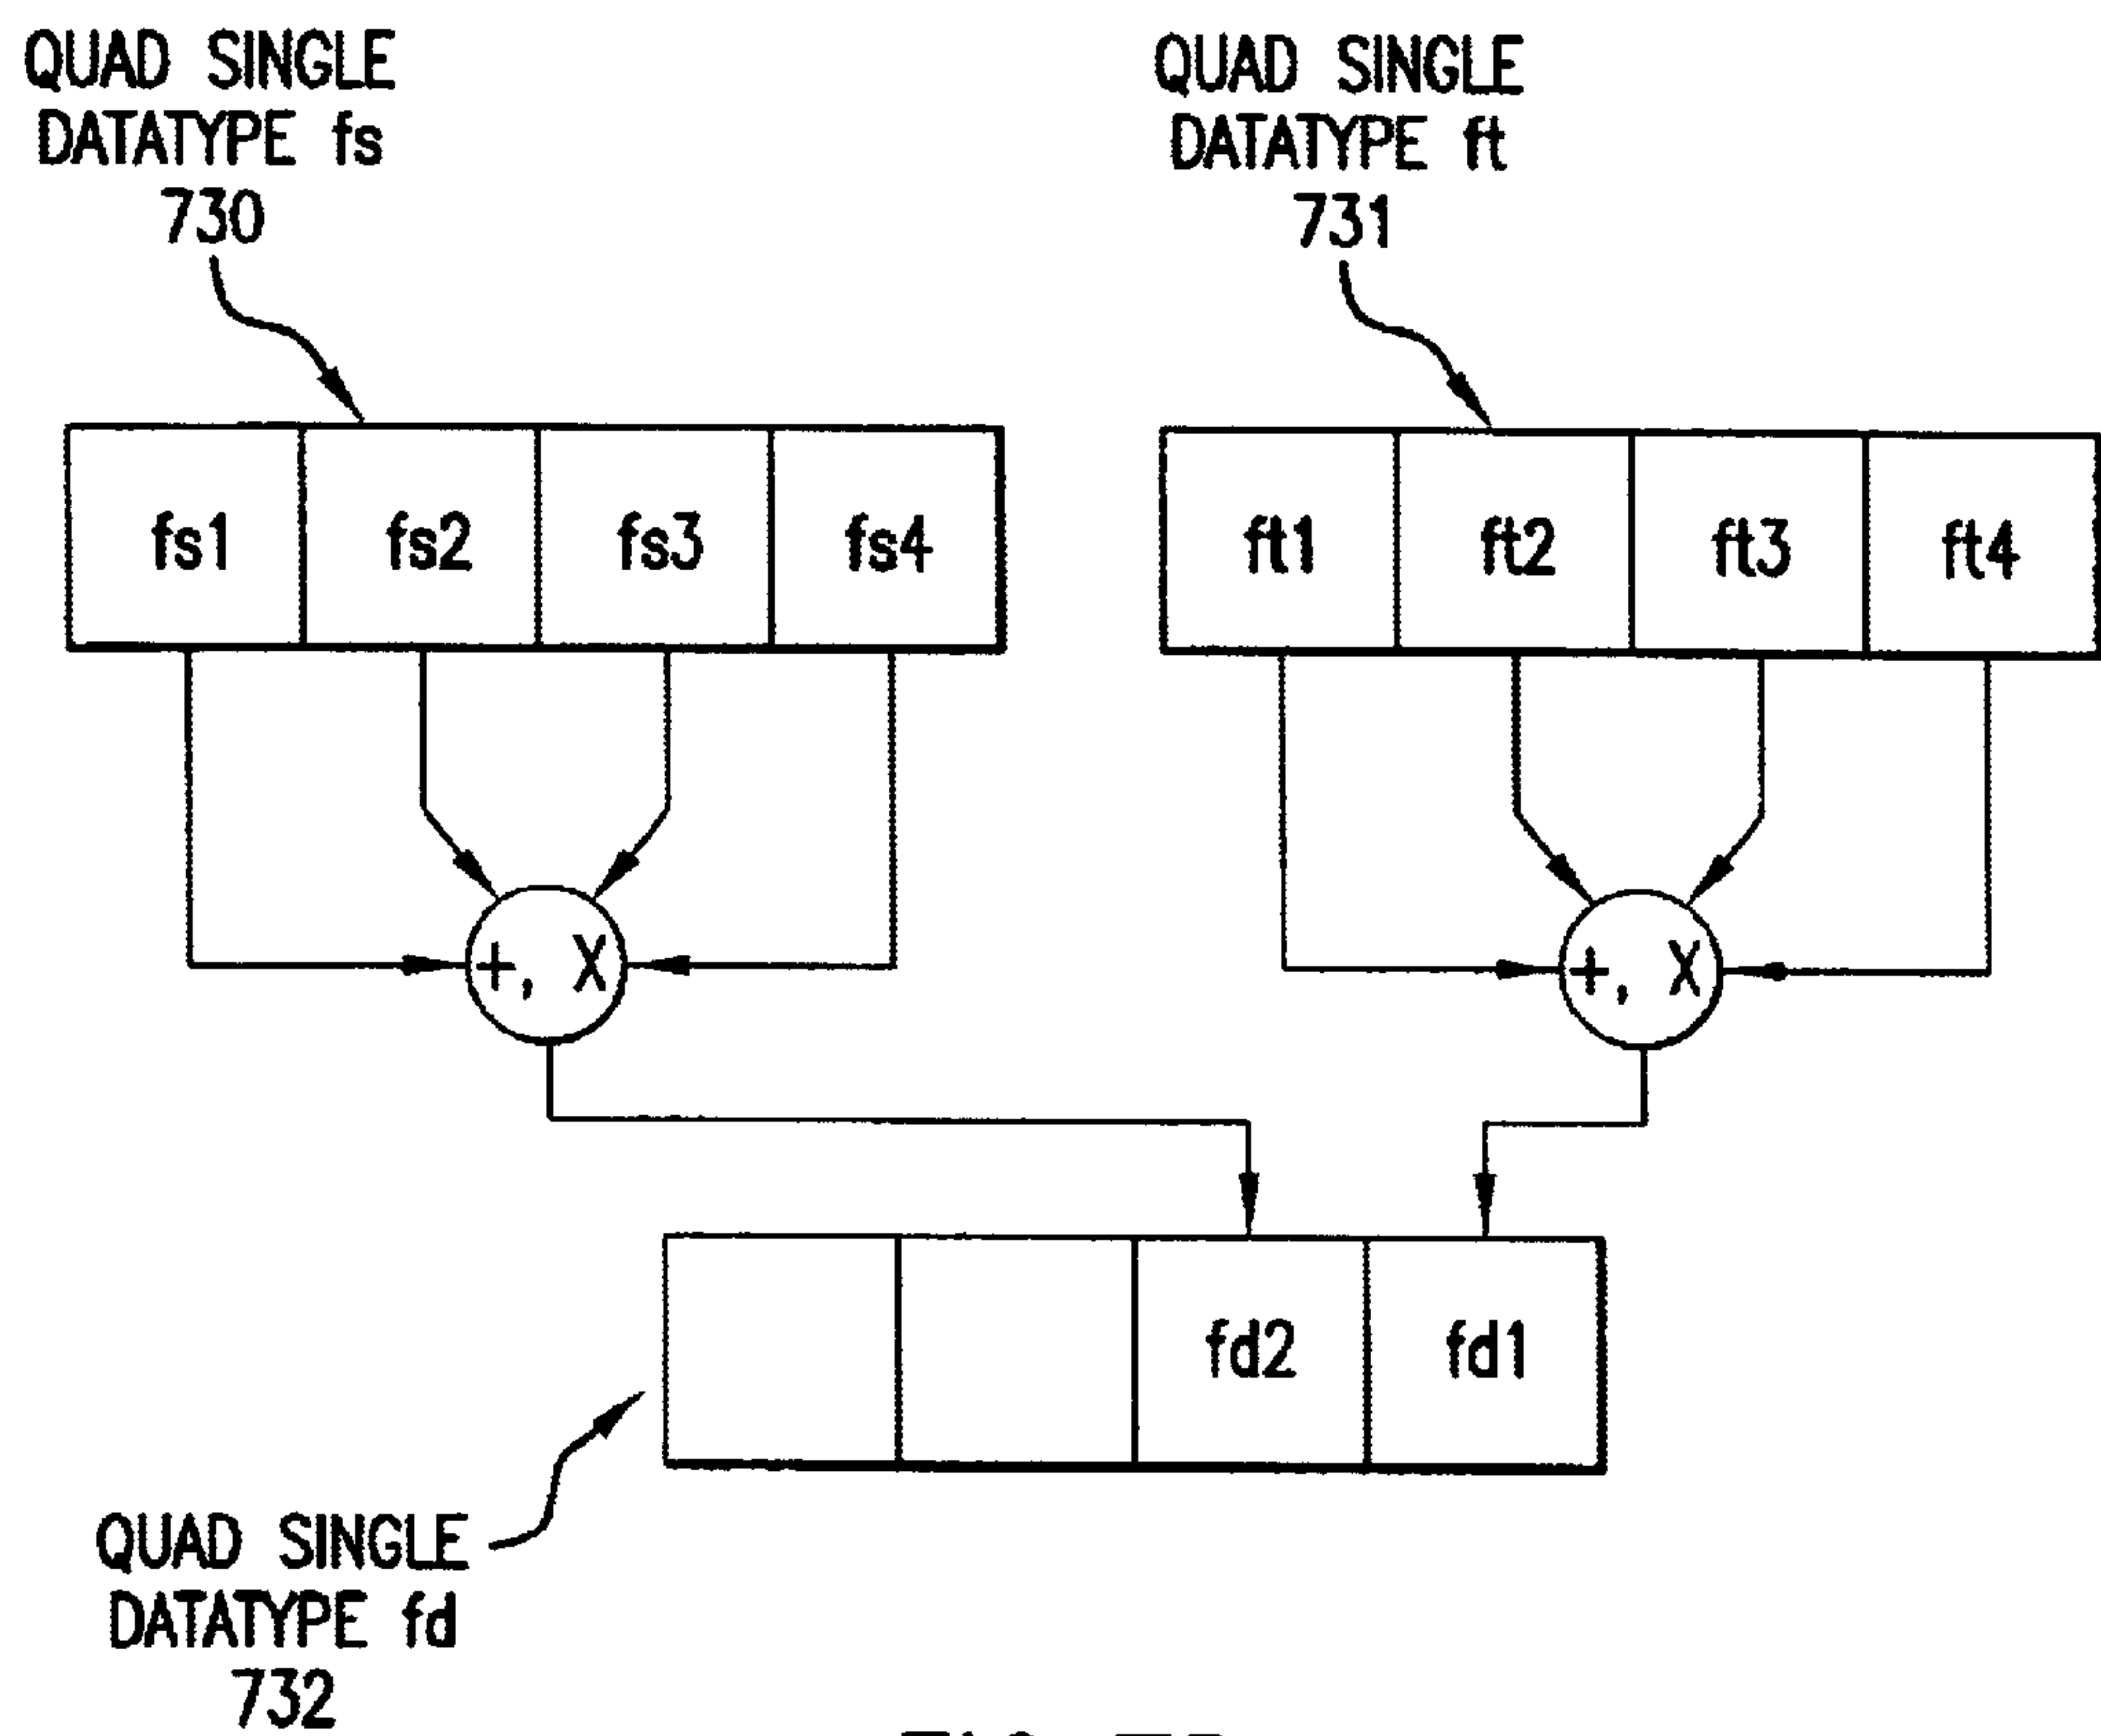 QUAD SINGLE
DATATYPE fs
730
QUAD SINGLE
DATATYPE ft
731
fs1 fs2 fs3 fs4
ft1 ft2 ft3 ft4
+, X
+, X
fd2 fd1
QUAD SINGLE
DATATYPE fd
732